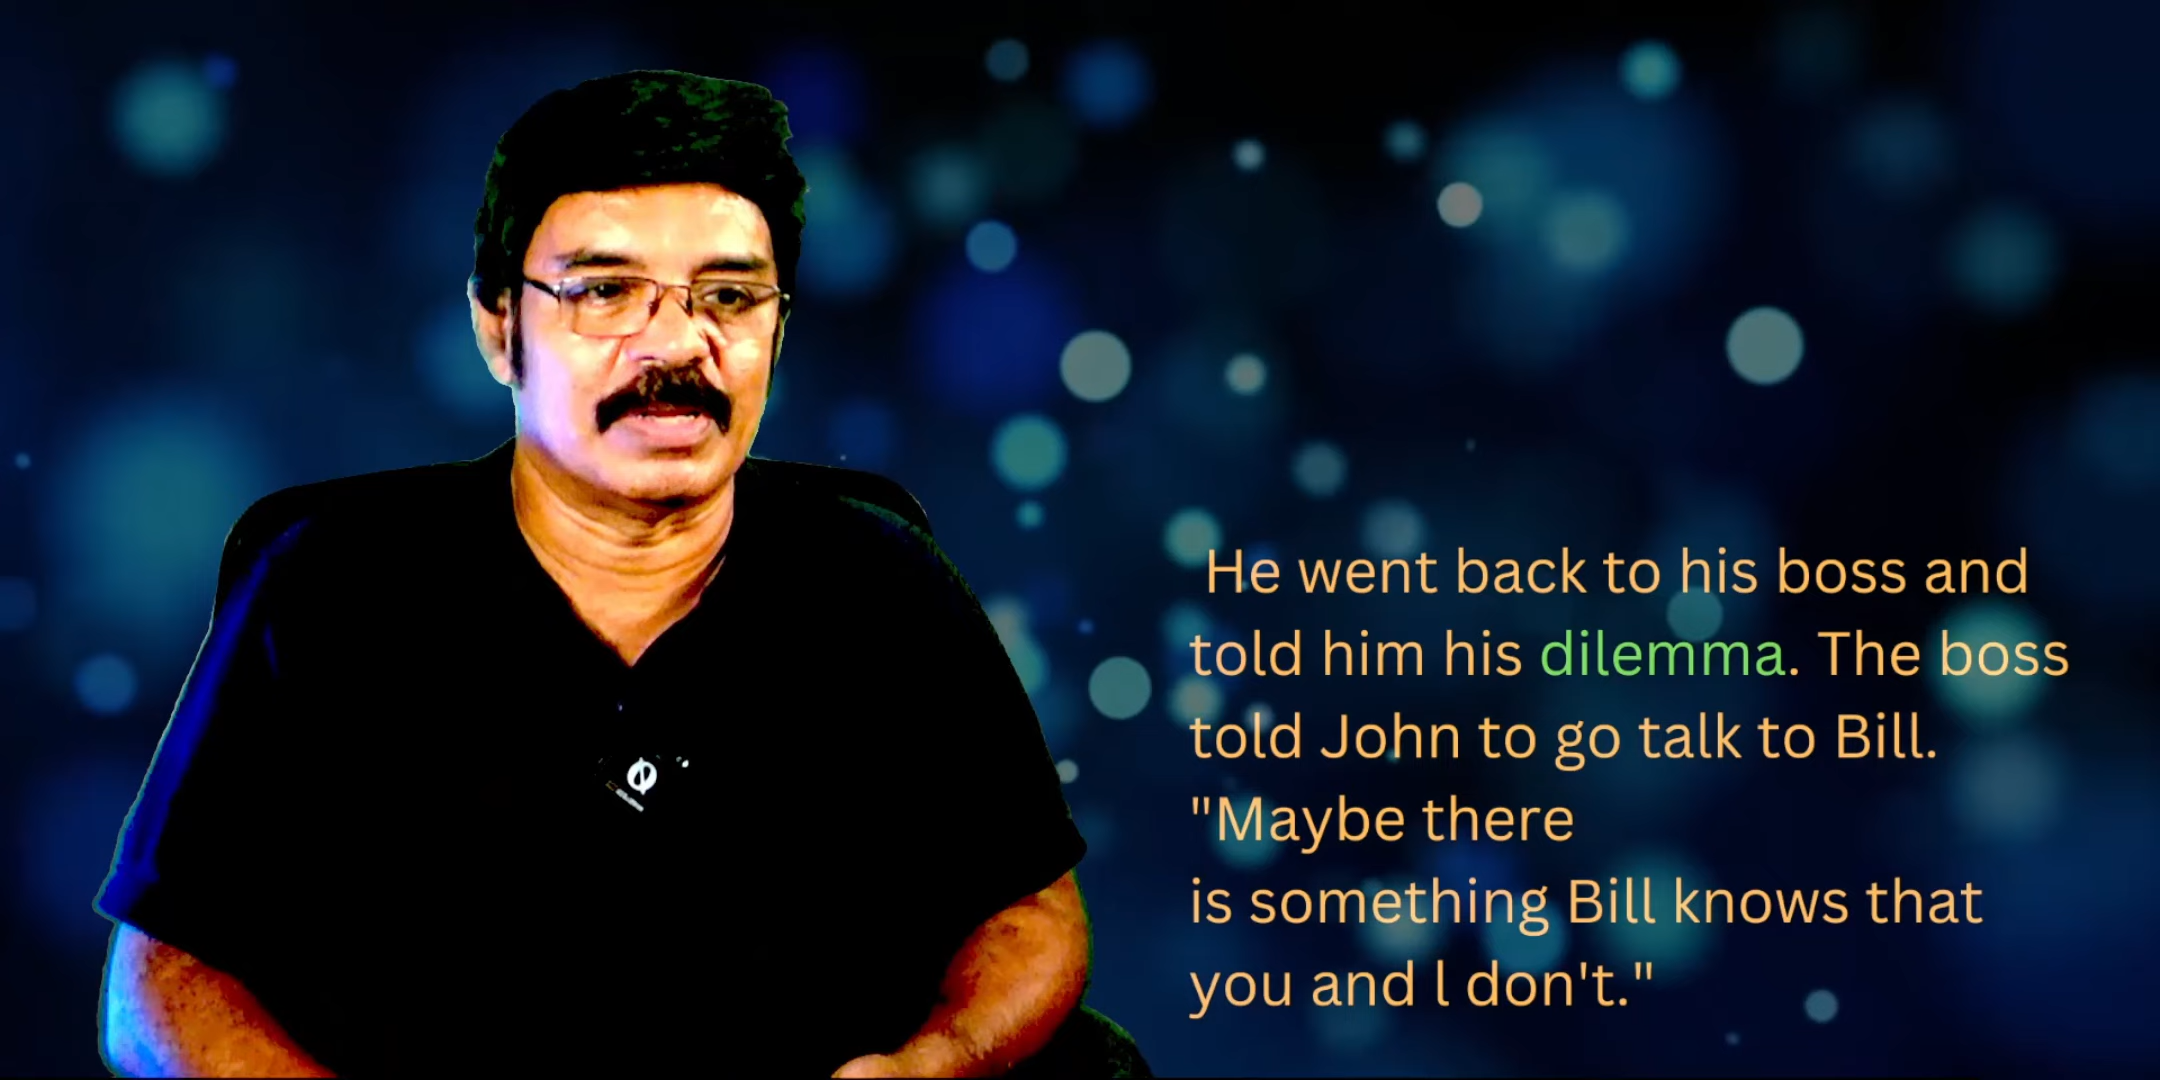 He went back to his boss and
told him his dilemma. The boss
told John to go talk to Bill.
"Maybe there
is something Bill knows that
you and l don't."